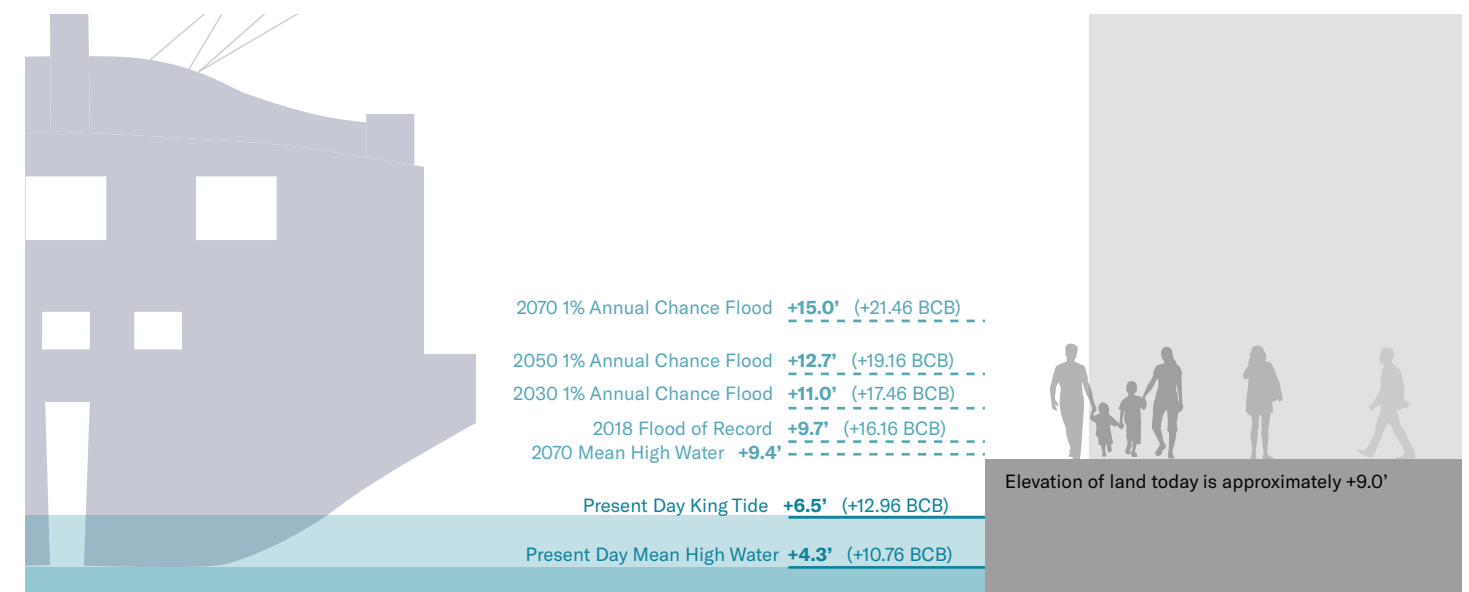 2070 1% Annual Chance Flood +15.0’ (+21.46 BCB)
2050 1% Annual Chance Flood +12.7’ (+19.16 BCB)
2030 1% Annual Chance Flood +11.0’ (+17.46 BCB)
2018 Flood of Record +9.7’ (+16.16 BCB)
2070 Mean High Water +9.4’
Elevation of land today is approximately +9.0’
Present Day King Tide +6.5’ (+12.96 BCB)
Present Day Mean High Water +4.3’ (+10.76 BCB)